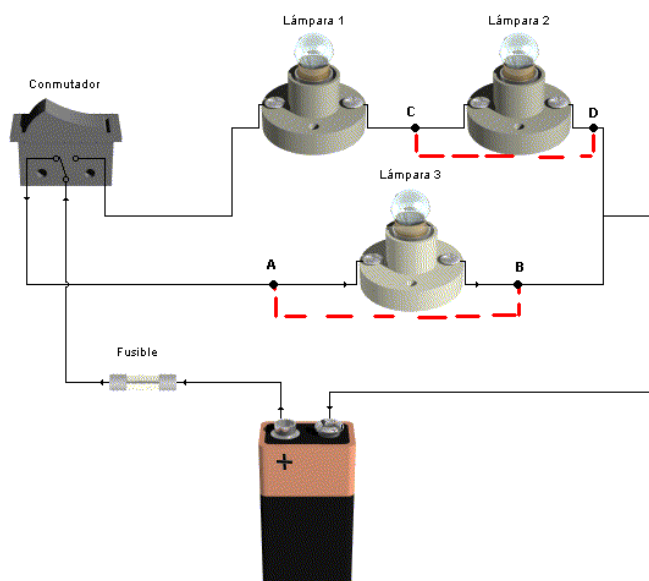 Lámpara 1
Lámpara 2
Conmutador
C
D
Lámpara 3
A
B
Fusible
+